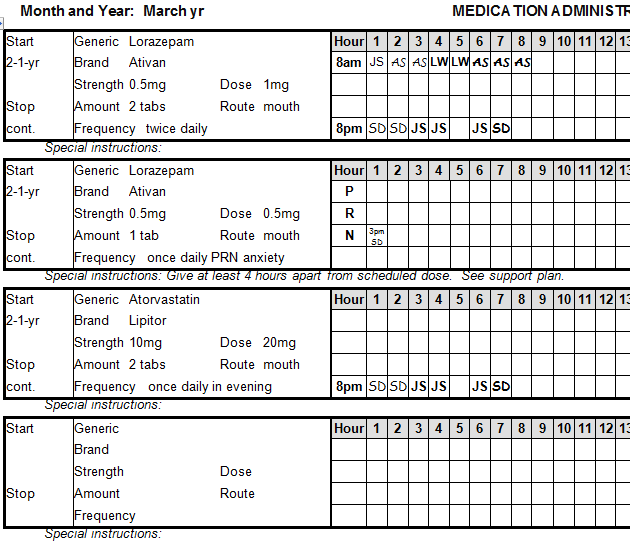 Month and Year: March yr MEDICATION ADMINISTR
Start Generic Lorazepam Hour 1 2 3 4 5 6 7 8 9 10 11 12 13
2-1-yr Brand Ativan 8am JS AS AS LW LW AS AS AS
Strength 0.5mg Dose 1mg
Stop Amount 2 tabs Route mouth
cont. Frequency twice daily 8pm SD SD JS JS JS SD
Special instructions:
Start Generic Lorazepam Hour 1 2 3 4 5 6 7 8 9 10 11 12 13
2-1-yr Brand Ativan P
Strength 0.5mg Dose 0.5mg R
Stop Amount 1 tab Route mouth N 3pm SD
cont. Frequency once daily PRN anxiety
Special instructions: Give at least 4 hours apart from scheduled dose. See support plan.
Start Generic Atorvastatin Hour 1 2 3 4 5 6 7 8 9 10 11 12 13
2-1-yr Brand Lipitor
Strength 10mg Dose 20mg
Stop Amount 2 tabs Route mouth
cont. Frequency once daily in evening 8pm SD SD JS JS JS SD
Special instructions:
Start Generic Hour 1 2 3 4 5 6 7 8 9 10 11 12 13
Brand
Strength Dose
Stop Amount Route
Frequency
Special instructions: